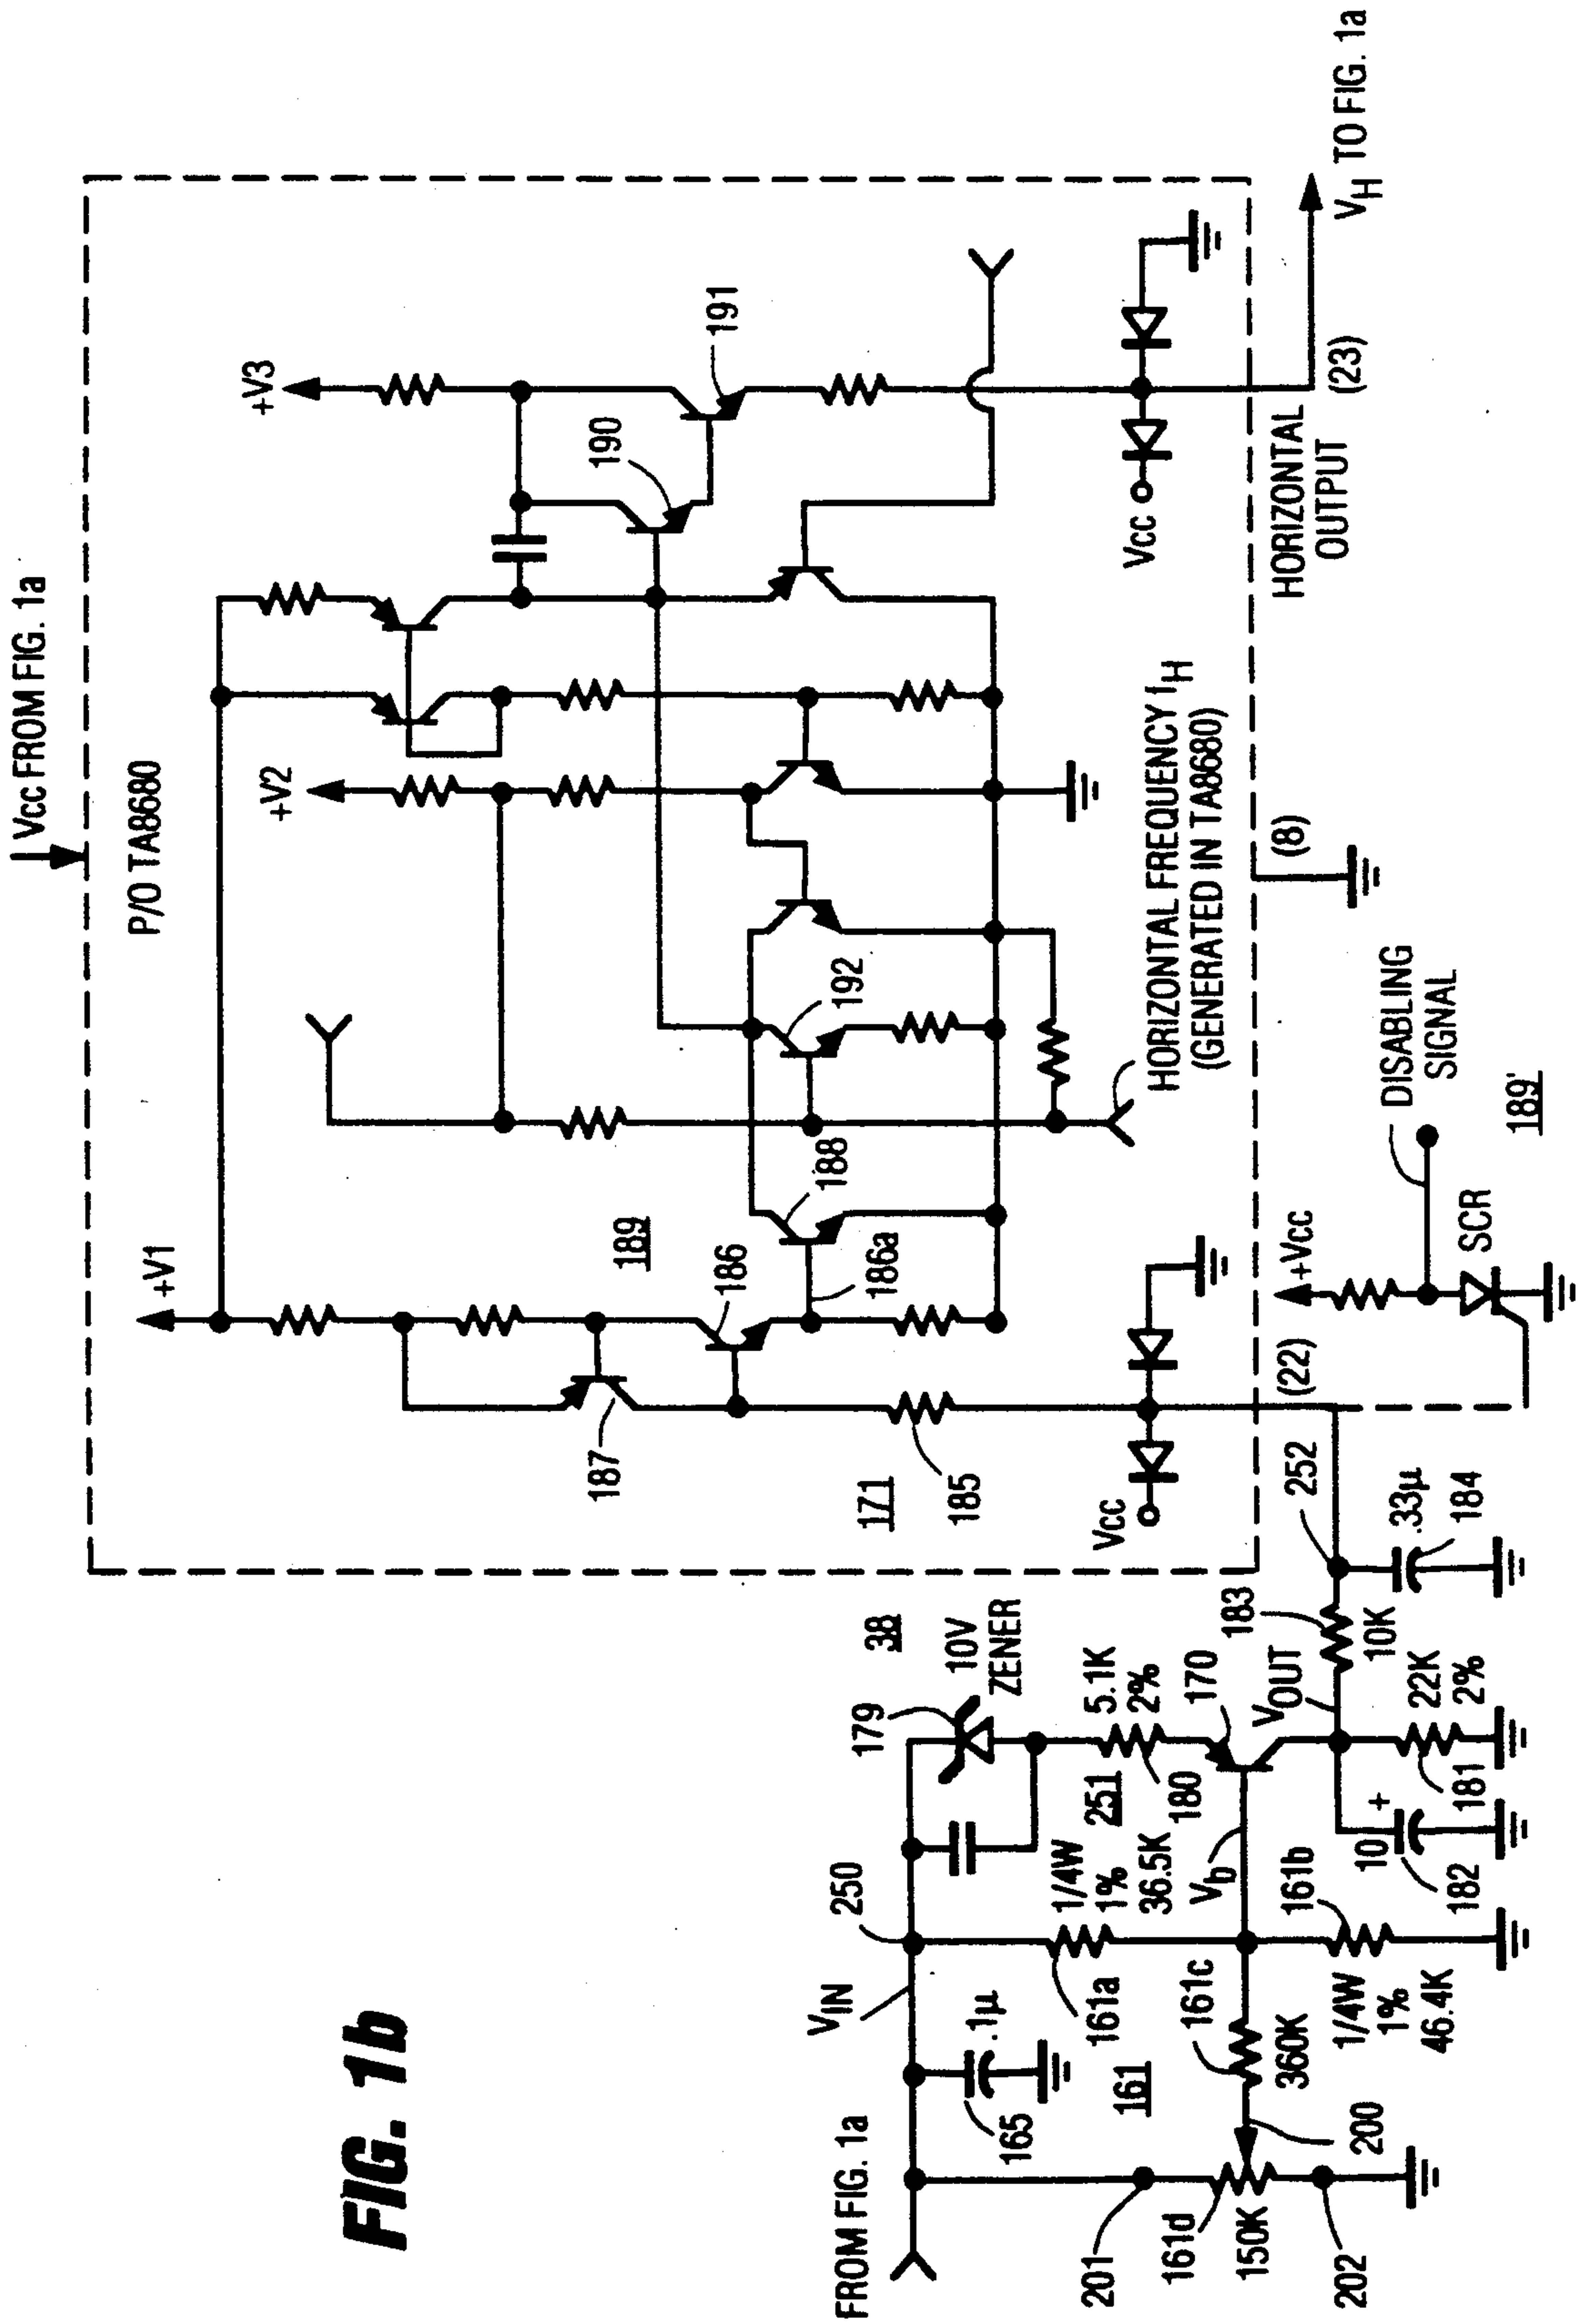 FIG. 1b
Vcc FROM FIG. 1a
P/O TA8680
+V1
+V2
+V3
189
186
188
186a
187
192
190
191
171
185
Vcc
Vcc
HORIZONTAL FREQUENCY fH
(GENERATED IN TA8680)
HORIZONTAL
OUTPUT
(23)
VH TO FIG. 1a
(8)
(22)
+Vcc
DISABLING
SIGNAL
SCR
189'
FROM FIG. 1a
VIN
250
165
.1µ
161
201
161d
150K
202
200
161c
360K
161a
1/4W
1%
36.5K
Vb
161b
1/4W
1%
46.4K
38
179
10V
ZENER
251
180
5.1K
2%
170
VOUT
10
+
182
181
22K
2%
183
10K
252
.33µ
184